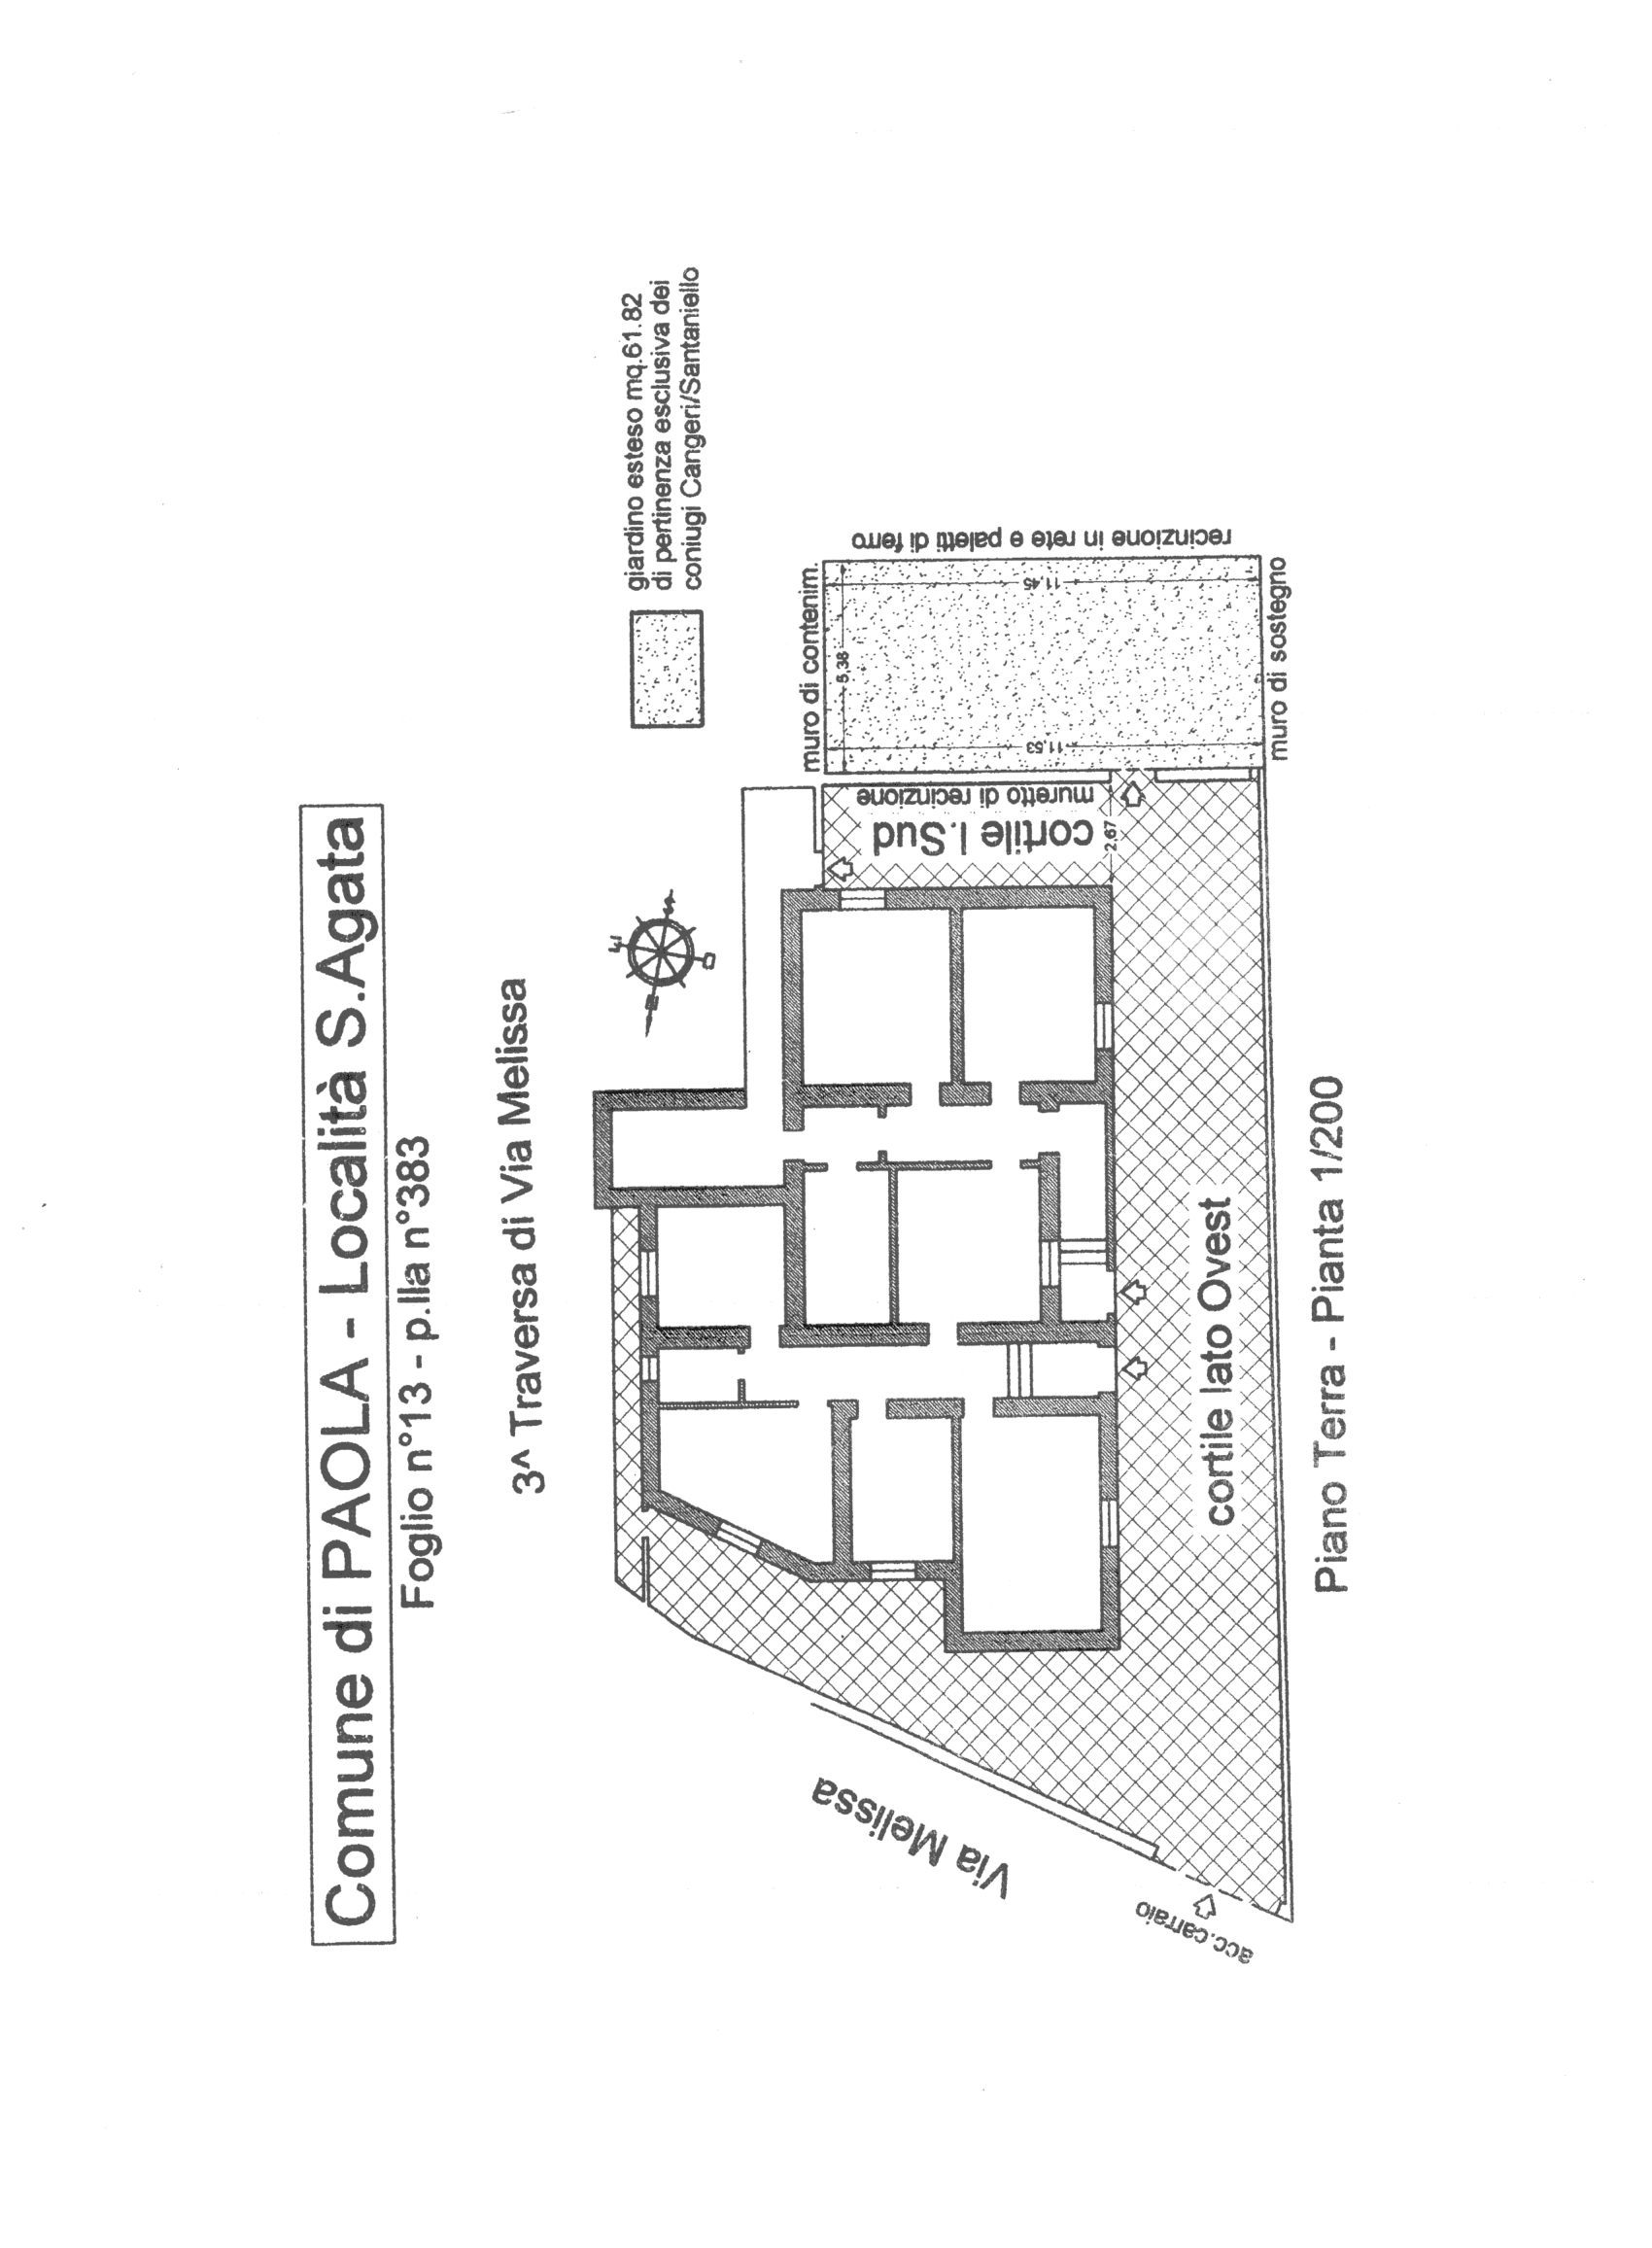 Comune di PAOLA - Località S.Agata
Foglio n°13 - p.lla n°383
3^ Traversa di Via Melissa
giardino esteso mq.61.82
di pertinenza esclusiva dei
coniugi Cangeri/Santaniello
muro di contenim.
recinzione in rete e paletti di ferro
5,38
11.45
11.53
muro di sostegno
muretto di recinzione
cortile l.Sud
2,67
cortile lato Ovest
Via Melissa
acc.carraio
Piano Terra - Pianta 1/200